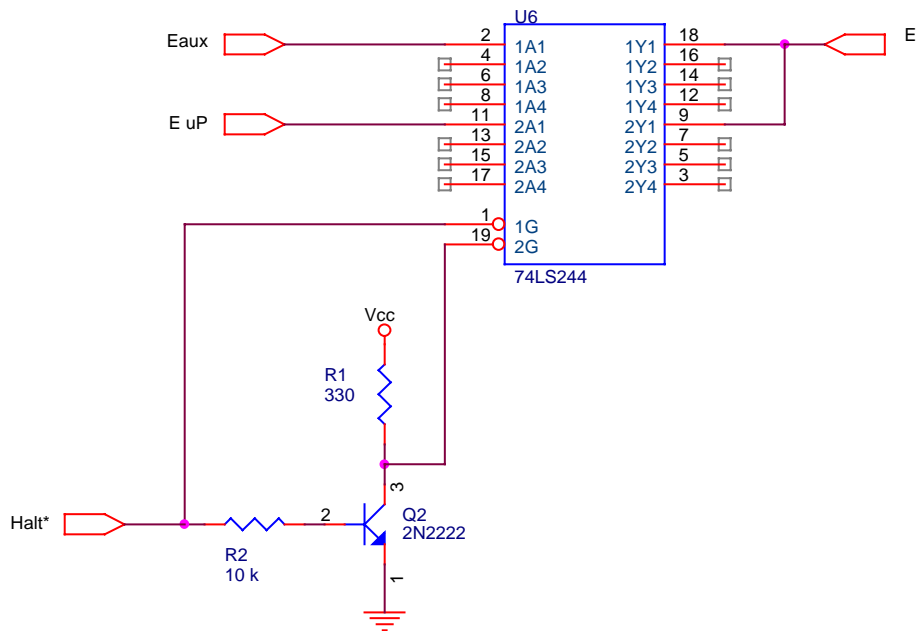 U6
Eaux
2
1A1
1Y1
18
E
4
1A2
1Y2
16
6
1A3
1Y3
14
8
1A4
1Y4
12
E uP
11
2A1
2Y1
9
13
2A2
2Y2
7
15
2A3
2Y3
5
17
2A4
2Y4
3
1
1G
19
2G
74LS244
Vcc
R1
330
3
Halt*
2
Q2
2N2222
R2
10 k
1